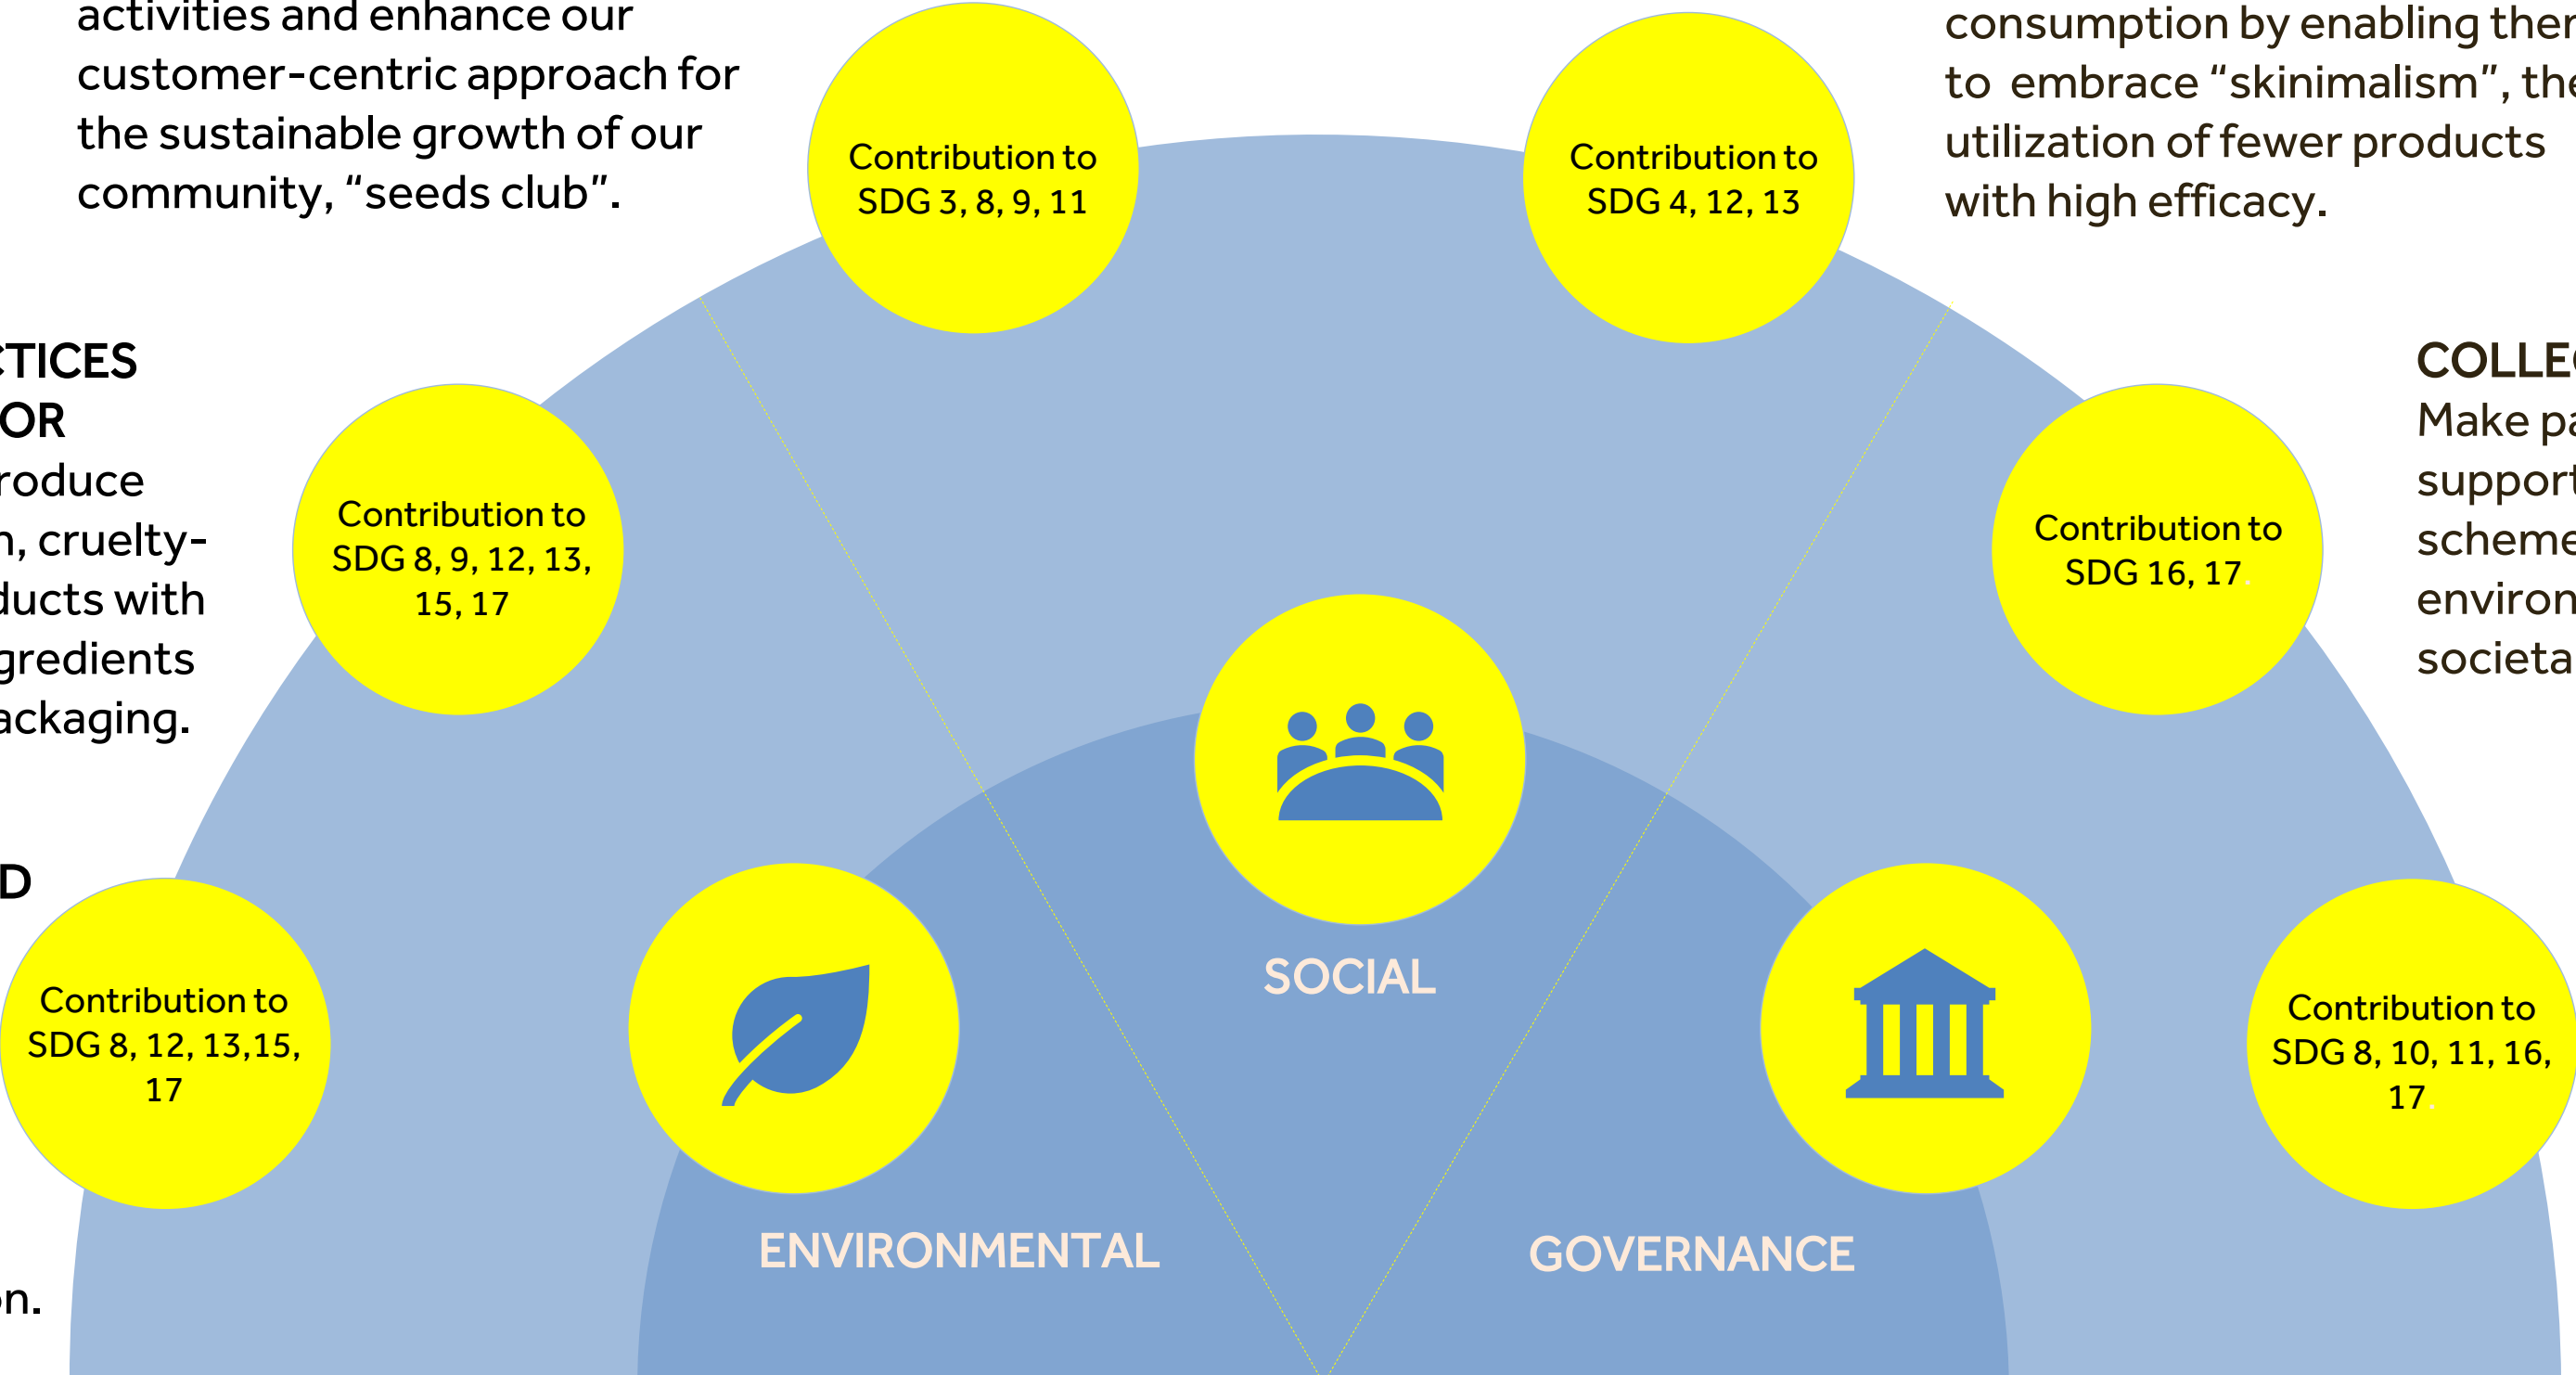 activities and enhance our
customer-centric approach for
the sustainable growth of our
community, “seeds club”.
Contribution to
SDG 3, 8, 9, 11
Contribution to
SDG 4, 12, 13
consumption by enabling
to embrace “skinimalism”,
utilization of fewer products
with high efficacy.
CTICES
OR
roduce
n, cruelty-
ducts with
gredients
ackaging.
Contribution to
SDG 8, 9, 12, 13,
15, 17
Contribution to
SDG 16, 17.
COLLE
Make pa
support
scheme
environ
societa
D
Contribution to
SDG 8, 12, 13,15,
17
on.
SOCIAL
ENVIRONMENTAL
GOVERNANCE
Contribution to
SDG 8, 10, 11, 16,
17.